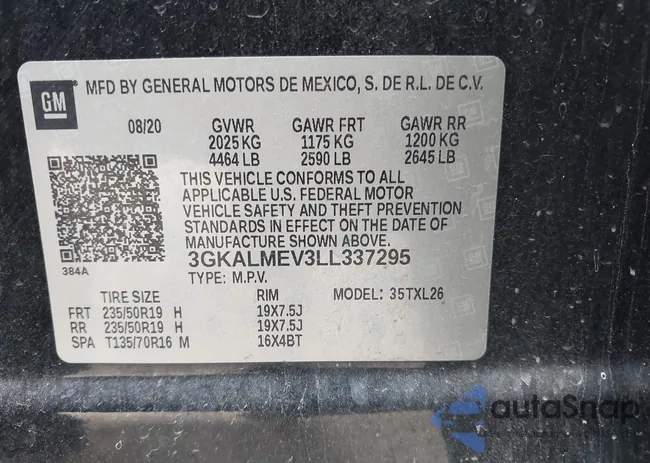 GM
MFD BY GENERAL MOTORS DE MEXICO, S. DE R.L. DE C.V.
08/20 GVWR GAWR FRT GAWR RR
2025 KG 1175 KG 1200 KG
4464 LB 2590 LB 2645 LB
THIS VEHICLE CONFORMS TO ALL
APPLICABLE U.S. FEDERAL MOTOR
VEHICLE SAFETY AND THEFT PREVENTION
STANDARDS IN EFFECT ON THE DATE OF
MANUFACTURE SHOWN ABOVE.
384A
3GKALMEV3LL337295
TYPE: M.P.V.
TIRE SIZE RIM MODEL: 35TXL26
FRT 235/50R19 H 19X7.5J
RR 235/50R19 H 19X7.5J
SPA T135/70R16 M 16X4BT
autoSnap